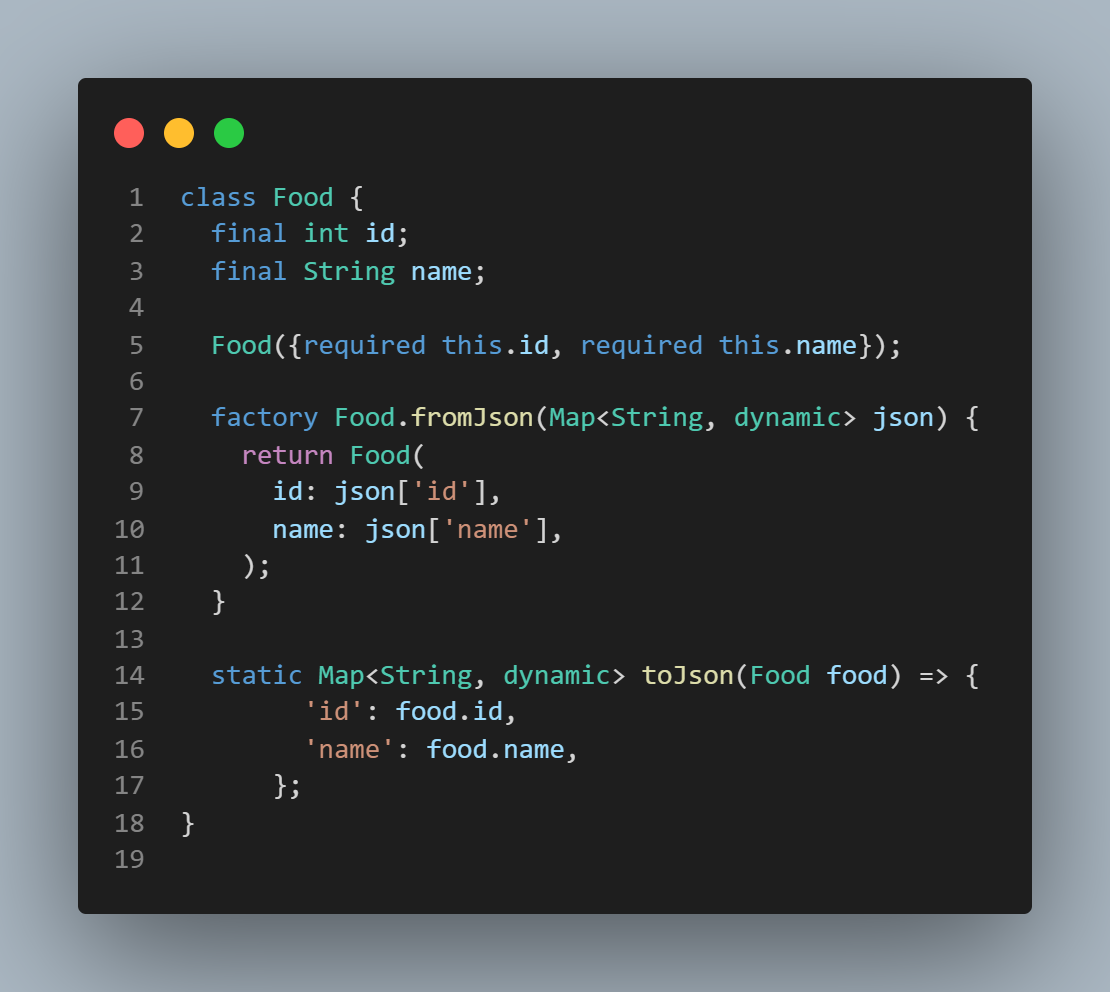 1 class Food {
2   final int id;
3   final String name;
4
5   Food({required this.id, required this.name});
6
7   factory Food.fromJson(Map<String, dynamic> json) {
8     return Food(
9       id: json['id'],
10       name: json['name'],
11     );
12   }
13
14   static Map<String, dynamic> toJson(Food food) => {
15         'id': food.id,
16         'name': food.name,
17       };
18 }
19